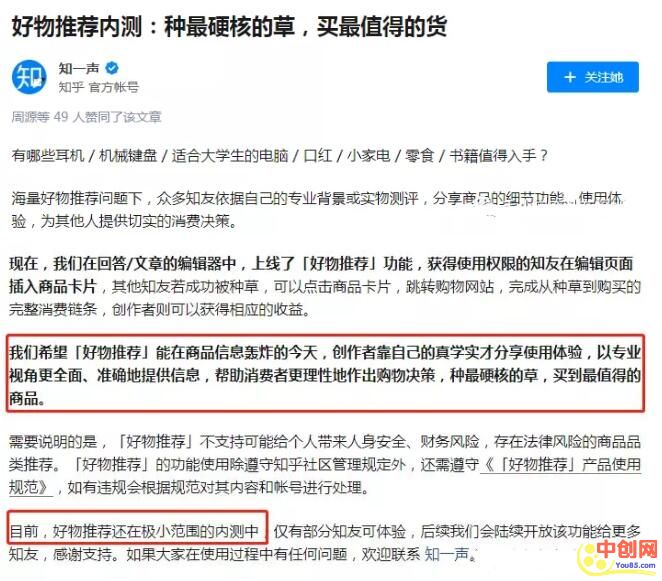 好物推荐内测：种最硬核的草，买最值得的货
知
知一声
知乎 官方帐号
+ 关注她
周源等 49 人赞同了该文章
有哪些耳机 / 机械键盘 / 适合大学生的电脑 / 口红 / 小家电 / 零食 / 书籍值得入手？
海量好物推荐问题下，众多知友依据自己的专业背景或实物测评，分享商品的细节功能、使用体
验，为其他人提供切实的消费决策。
现在，我们在回答/文章的编辑器中，上线了「好物推荐」功能，获得使用权限的知友在编辑页面
插入商品卡片，其他知友若成功被种草，可以点击商品卡片，跳转购物网站，完成从种草到购买的
完整消费链条，创作者则可以获得相应的收益。
我们希望「好物推荐」能在商品信息轰炸的今天，创作者靠自己的真学实才分享使用体验，以专业
视角更全面、准确地提供信息，帮助消费者更理性地作出购物决策，种最硬核的草，买到最值得的
商品。
需要说明的是，「好物推荐」不支持可能给个人带来人身安全、财务风险，存在法律风险的商品品
类推荐。「好物推荐」的功能使用除遵守知乎社区管理规定外，还需遵守《「好物推荐」产品使用
规范》，如有违规会根据规范对其内容和帐号进行处理。
目前，好物推荐还在极小范围的内测中，仅有部分知友可体验，后续我们会陆续开放该功能给更多
知友，感谢支持。如果大家在使用过程中有任何问题，欢迎联系 知一声。
中创网
You85.com